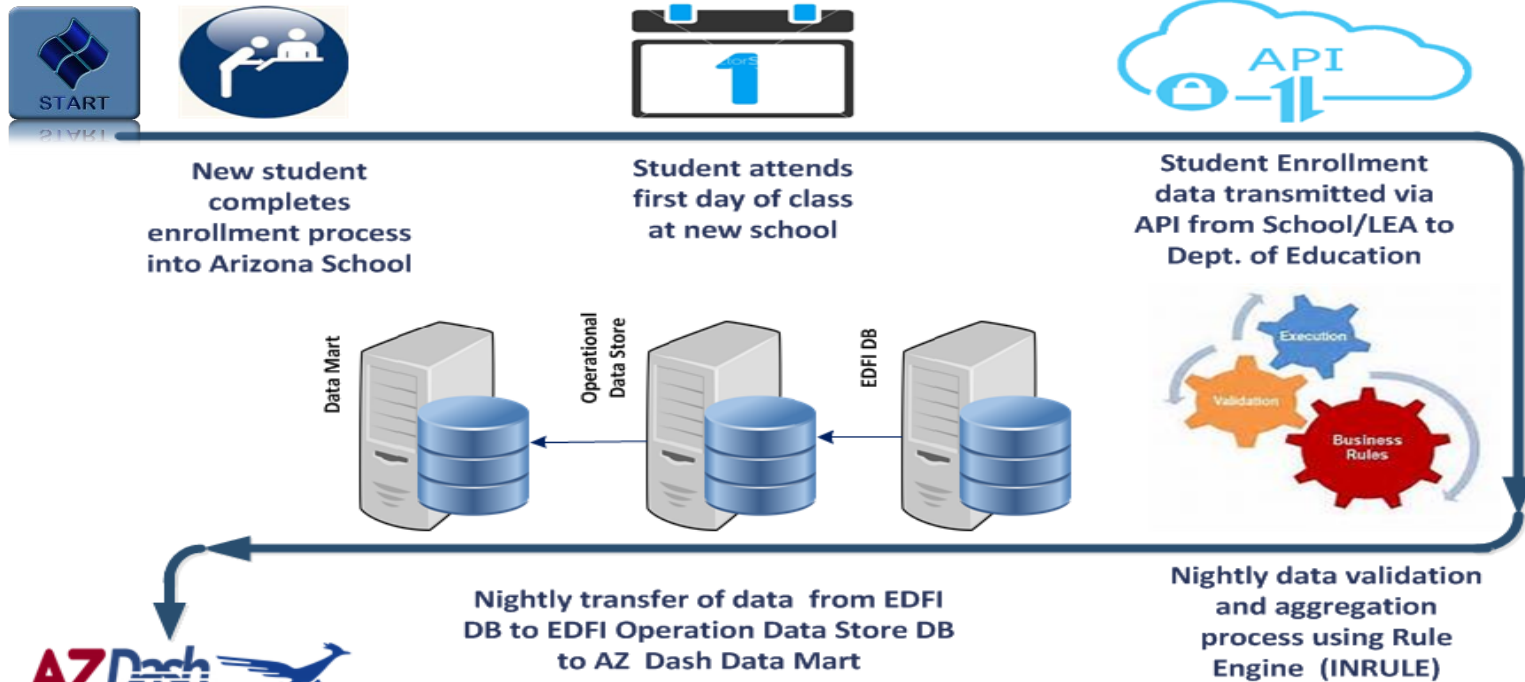 START
New student
completes
enrollment process
into Arizona School
Student attends
first day of class
at new school
1
API
Student Enrollment
data transmitted via
API from School/LEA to
Dept. of Education
Data Mart
Operational
Data Store
EDFI DB
Execution
Validation
Business
Rules
Nightly data validation
and aggregation
process using Rule
Engine (INRULE)
Nightly transfer of data from EDFI
DB to EDFI Operation Data Store DB
to AZ Dash Data Mart
AZDash